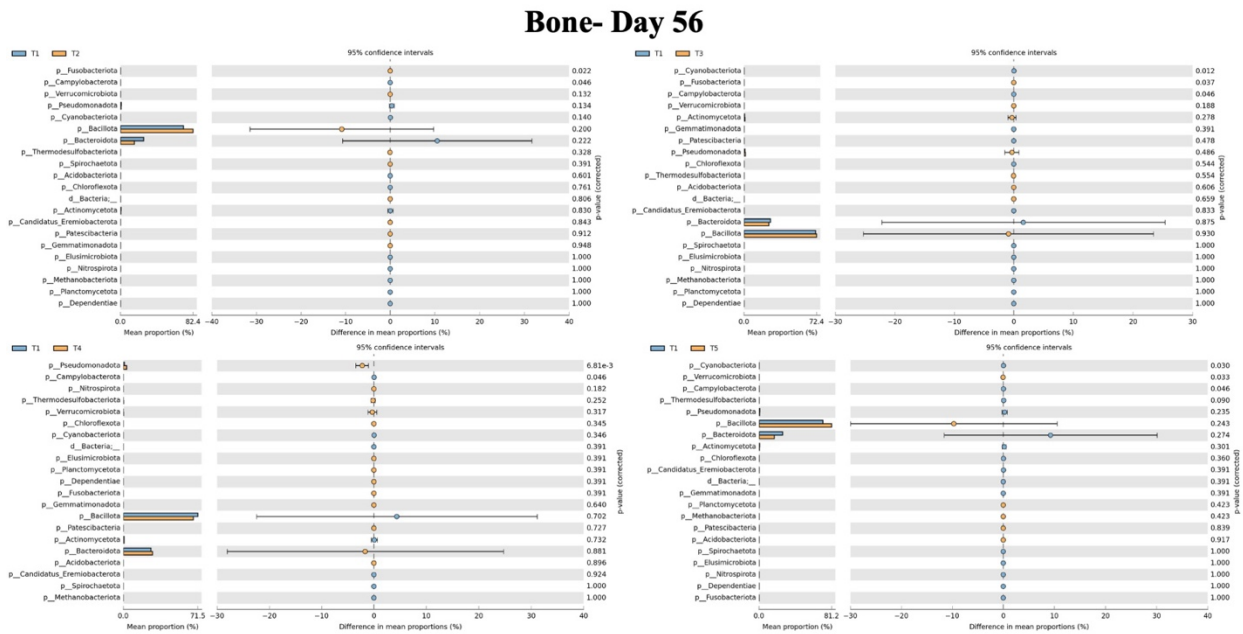 Bone- Day 56
T1 T2
95% confidence intervals
p__Fusobacteriota 0.022
p__Campylobacterota 0.046
p__Verrucomicrobiota 0.132
p__Pseudomonadota 0.134
p__Cyanobacteriota 0.140
p__Bacillota 0.200
p__Bacteroidota 0.222
p__Thermodesulfobacteriota 0.328
p__Spirochaetota 0.391
p__Acidobacteriota 0.601
p__Chloroflexota 0.761
d__Bacteria;__ 0.806
p__Actinomycetota 0.830
p__Candidatus_Eremiobacterota 0.843
p__Patescibacteria 0.912
p__Gemmatimonadota 0.948
p__Elusimicrobiota 1.000
p__Nitrospirota 1.000
p__Methanobacteriota 1.000
p__Planctomycetota 1.000
p__Dependentiae 1.000
p-value (corrected)
0.0 82.4 −40 −30 −20 −10 0 10 20 30 40
Mean proportion (%) Difference in mean proportions (%)
T1 T3
95% confidence intervals
p__Cyanobacteriota 0.012
p__Fusobacteriota 0.037
p__Campylobacterota 0.046
p__Verrucomicrobiota 0.188
p__Actinomycetota 0.278
p__Gemmatimonadota 0.391
p__Patescibacteria 0.478
p__Pseudomonadota 0.486
p__Chloroflexota 0.544
p__Thermodesulfobacteriota 0.554
p__Acidobacteriota 0.606
d__Bacteria;__ 0.659
p__Candidatus_Eremiobacterota 0.833
p__Bacteroidota 0.875
p__Bacillota 0.930
p__Spirochaetota 1.000
p__Elusimicrobiota 1.000
p__Nitrospirota 1.000
p__Methanobacteriota 1.000
p__Planctomycetota 1.000
p__Dependentiae 1.000
p-value (corrected)
0.0 72.4 −30 −20 −10 0 10 20 30
Mean proportion (%) Difference in mean proportions (%)
T1 T4
95% confidence intervals
p__Pseudomonadota 6.81e-3
p__Campylobacterota 0.046
p__Nitrospirota 0.182
p__Thermodesulfobacteriota 0.252
p__Verrucomicrobiota 0.317
p__Chloroflexota 0.345
p__Cyanobacteriota 0.346
d__Bacteria;__ 0.391
p__Elusimicrobiota 0.391
p__Planctomycetota 0.391
p__Dependentiae 0.391
p__Fusobacteriota 0.391
p__Gemmatimonadota 0.640
p__Bacillota 0.702
p__Patescibacteria 0.727
p__Actinomycetota 0.732
p__Bacteroidota 0.881
p__Acidobacteriota 0.896
p__Candidatus_Eremiobacterota 0.924
p__Spirochaetota 1.000
p__Methanobacteriota 1.000
p-value (corrected)
0.0 71.5 −30 −20 −10 0 10 20 30 40
Mean proportion (%) Difference in mean proportions (%)
T1 T5
95% confidence intervals
p__Cyanobacteriota 0.030
p__Verrucomicrobiota 0.033
p__Campylobacterota 0.046
p__Thermodesulfobacteriota 0.090
p__Pseudomonadota 0.235
p__Bacillota 0.243
p__Bacteroidota 0.274
p__Actinomycetota 0.301
p__Chloroflexota 0.360
p__Candidatus_Eremiobacterota 0.391
d__Bacteria;__ 0.391
p__Gemmatimonadota 0.391
p__Planctomycetota 0.423
p__Methanobacteriota 0.423
p__Patescibacteria 0.839
p__Acidobacteriota 0.917
p__Spirochaetota 1.000
p__Elusimicrobiota 1.000
p__Nitrospirota 1.000
p__Dependentiae 1.000
p__Fusobacteriota 1.000
p-value (corrected)
0.0 81.2 −30 −20 −10 0 10 20 30 40
Mean proportion (%) Difference in mean proportions (%)